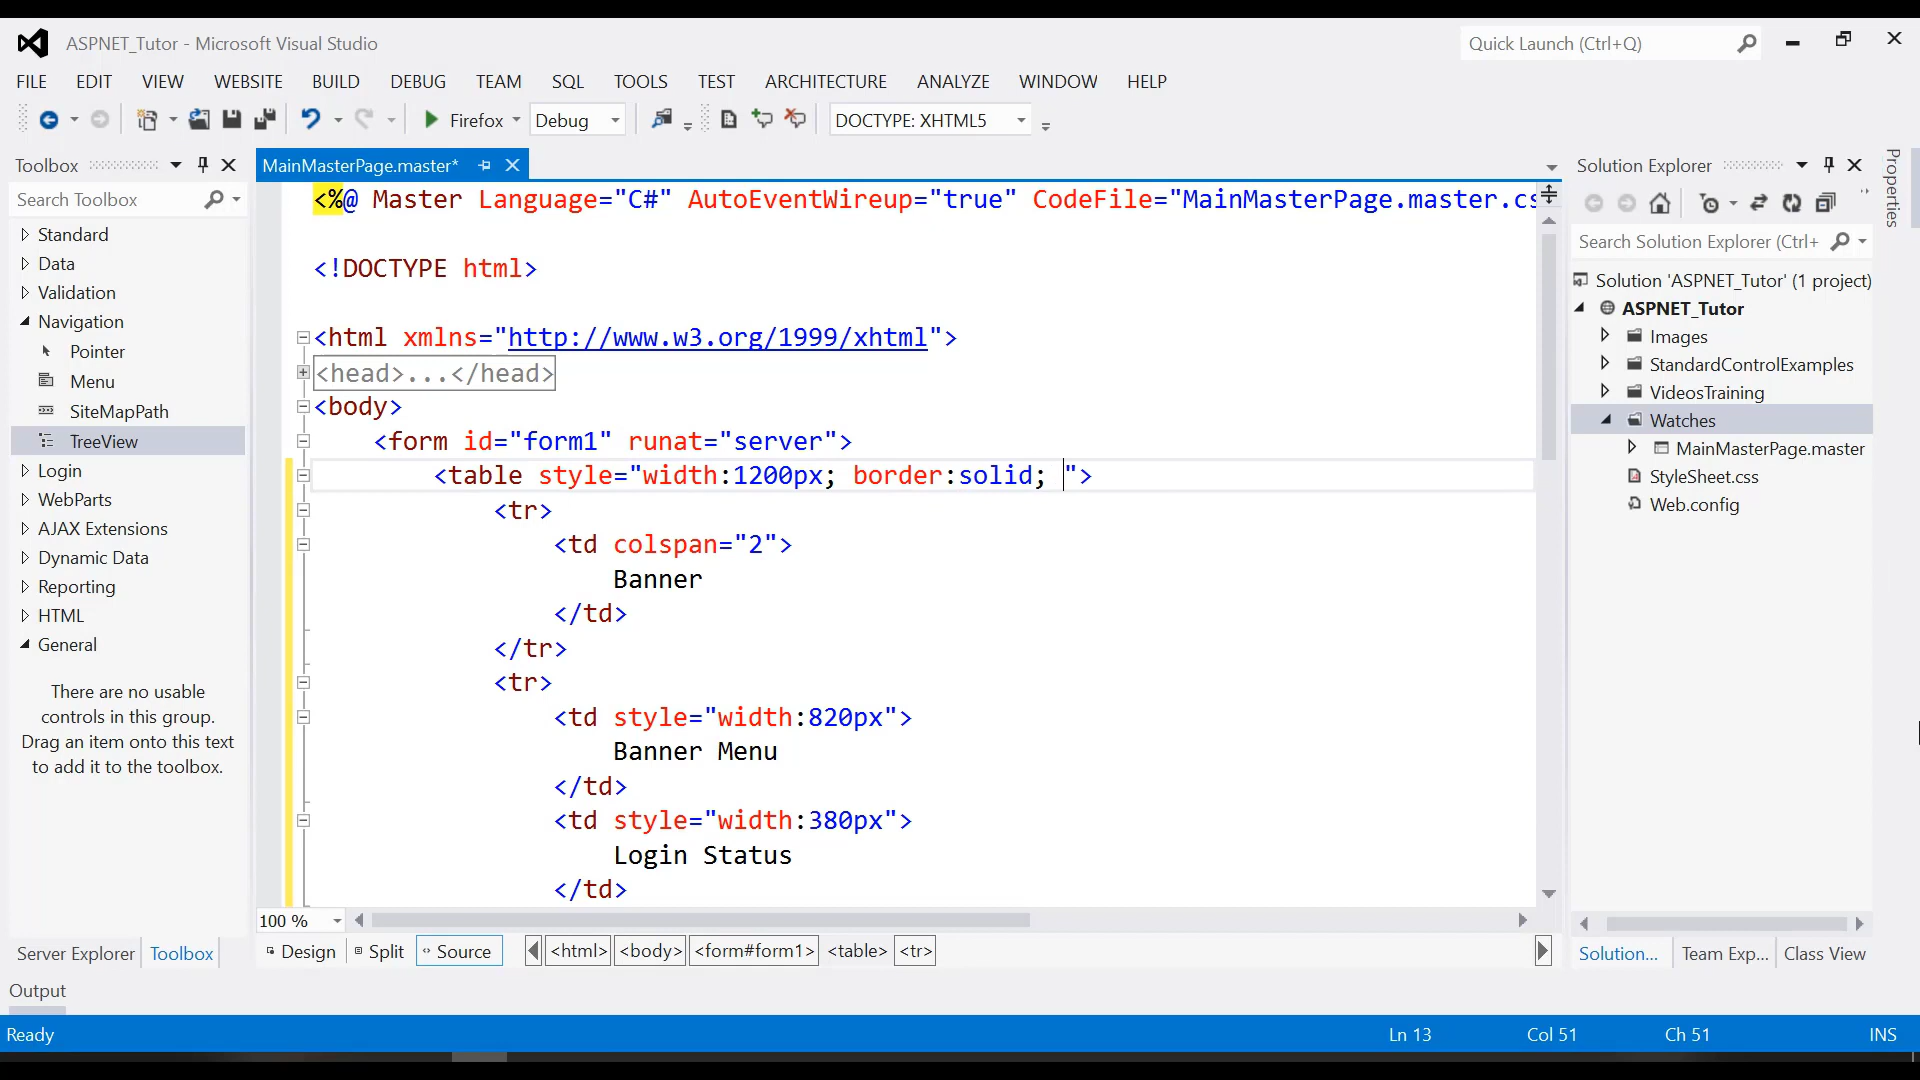 ASPNET_Tutor - Microsoft Visual Studio
Quick Launch (Ctrl+Q)
FILE EDIT VIEW WEBSITE BUILD DEBUG TEAM SQL TOOLS TEST ARCHITECTURE ANALYZE WINDOW HELP
Firefox Debug DOCTYPE: XHTML5
Toolbox
Search Toolbox
Standard
Data
Validation
Navigation
Pointer
Menu
SiteMapPath
TreeView
Login
WebParts
AJAX Extensions
Dynamic Data
Reporting
HTML
General
There are no usable
controls in this group.
Drag an item onto this text
to add it to the toolbox.
Server Explorer Toolbox
MainMasterPage.master*
<%@ Master Language="C#" AutoEventWireup="true" CodeFile="MainMasterPage.master.cs
<!DOCTYPE html>
<html xmlns="http://www.w3.org/1999/xhtml">
<head>...</head>
<body>
<form id="form1" runat="server">
<table style="width:1200px; border:solid; ">
<tr>
<td colspan="2">
Banner
</td>
</tr>
<tr>
<td style="width:820px">
Banner Menu
</td>
<td style="width:380px">
Login Status
</td>
100 %
Design Split Source <html> <body> <form#form1> <table> <tr>
Solution Explorer
Search Solution Explorer (Ctrl+
Solution 'ASPNET_Tutor' (1 project)
ASPNET_Tutor
Images
StandardControlExamples
VideosTraining
Watches
MainMasterPage.master
StyleSheet.css
Web.config
Solution... Team Exp... Class View
Properties
Output
Ready Ln 13 Col 51 Ch 51 INS